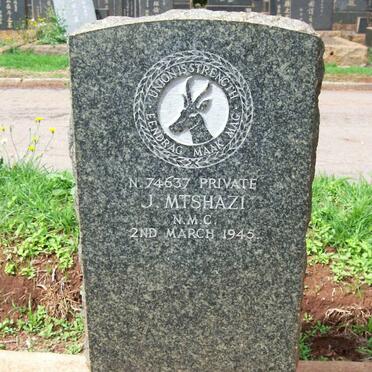 UNION IS STRENGTH
EENDRAG MAAK MAG
N. 74637 PRIVATE
J. MTSHAZI
N.M.C.
2ND MARCH 1945